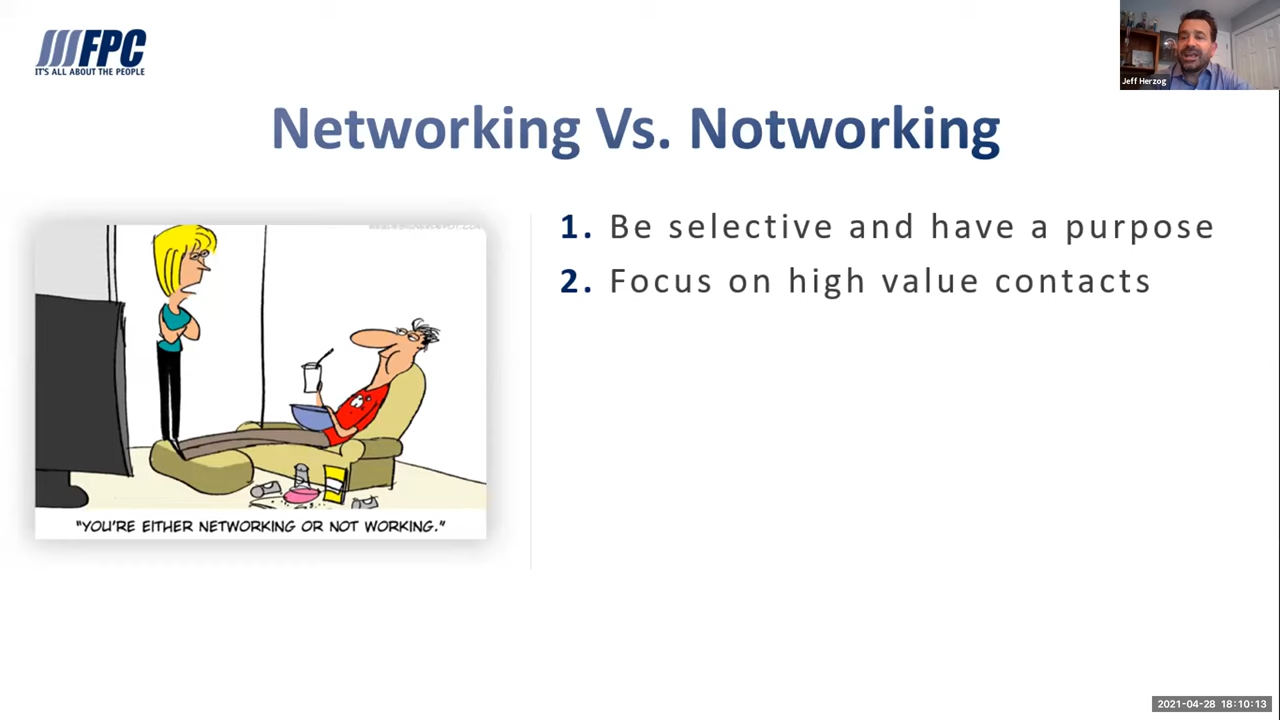 FPC
IT'S ALL ABOUT THE PEOPLE
Jeff Herzog
Networking Vs. Notworking
1. Be selective and have a purpose
2. Focus on high value contacts
"YOU'RE EITHER NETWORKING OR NOT WORKING."
2021-04-28 18:10:13